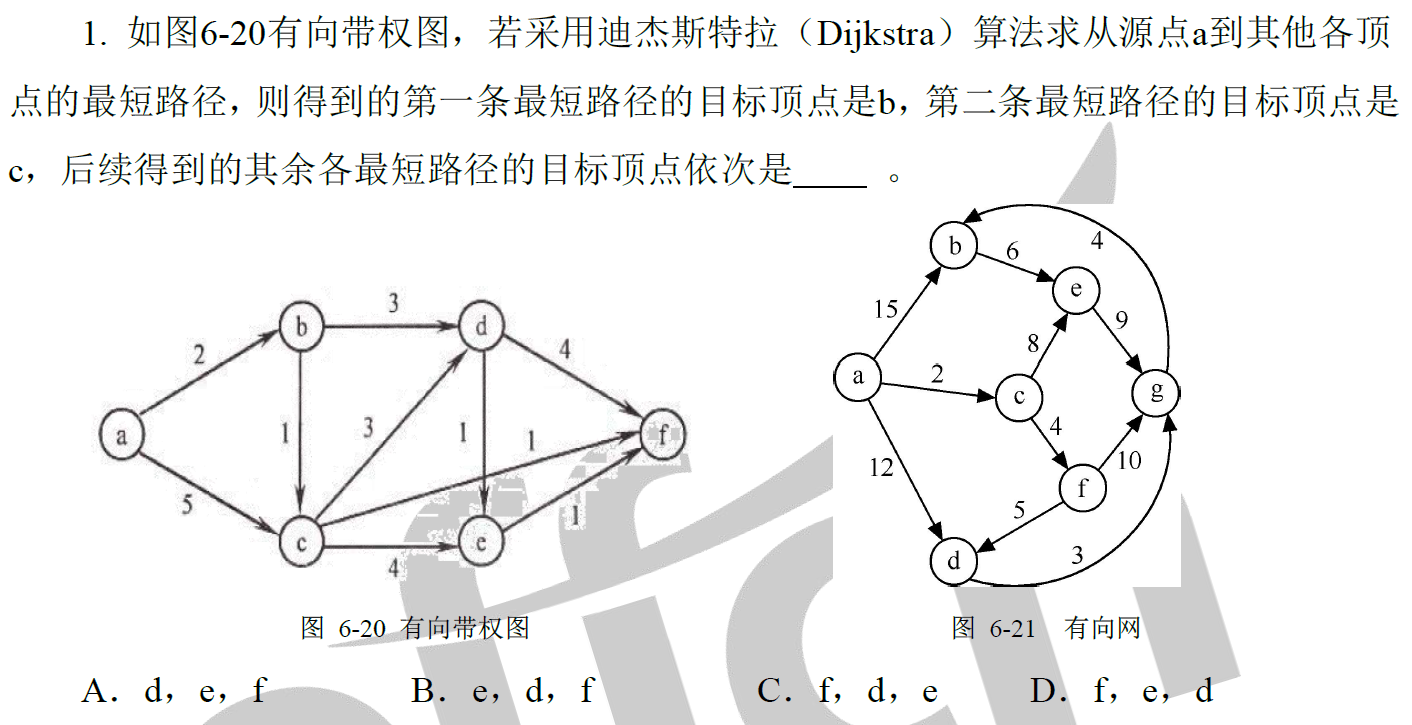 1. 如图6-20有向带权图，若采用迪杰斯特拉（Dijkstra）算法求从源点a到其他各顶
点的最短路径，则得到的第一条最短路径的目标顶点是b，第二条最短路径的目标顶点是
c，后续得到的其余各最短路径的目标顶点依次是____ 。
b
4
6
e
3
b
d
15
9
2
4
8
a
2
c
g
a
1
3
1
1
f
4
12
10
5
f
1
5
c
4
e
d
3
图 6-20 有向带权图
图 6-21 有向网
A．d，e，f B．e，d，f C．f，d，e D．f，e，d